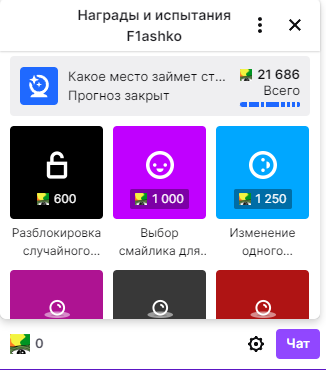 Награды и испытания
F1ashko
Какое место займет ст...
21 686
Прогноз закрыт
Всего
600
1 000
1 250
Разблокировка
случайного...
Выбор
смайлика для...
Изменение
одного...
0
Чат